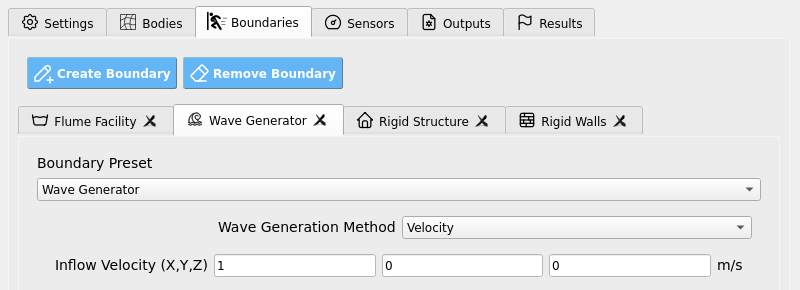 Settings Bodies Boundaries Sensors Outputs Results
Create Boundary Remove Boundary
Flume Facility Wave Generator Rigid Structure Rigid Walls
Boundary Preset
Wave Generator
Wave Generation Method Velocity
Inflow Velocity (X,Y,Z) 1 0 0 m/s